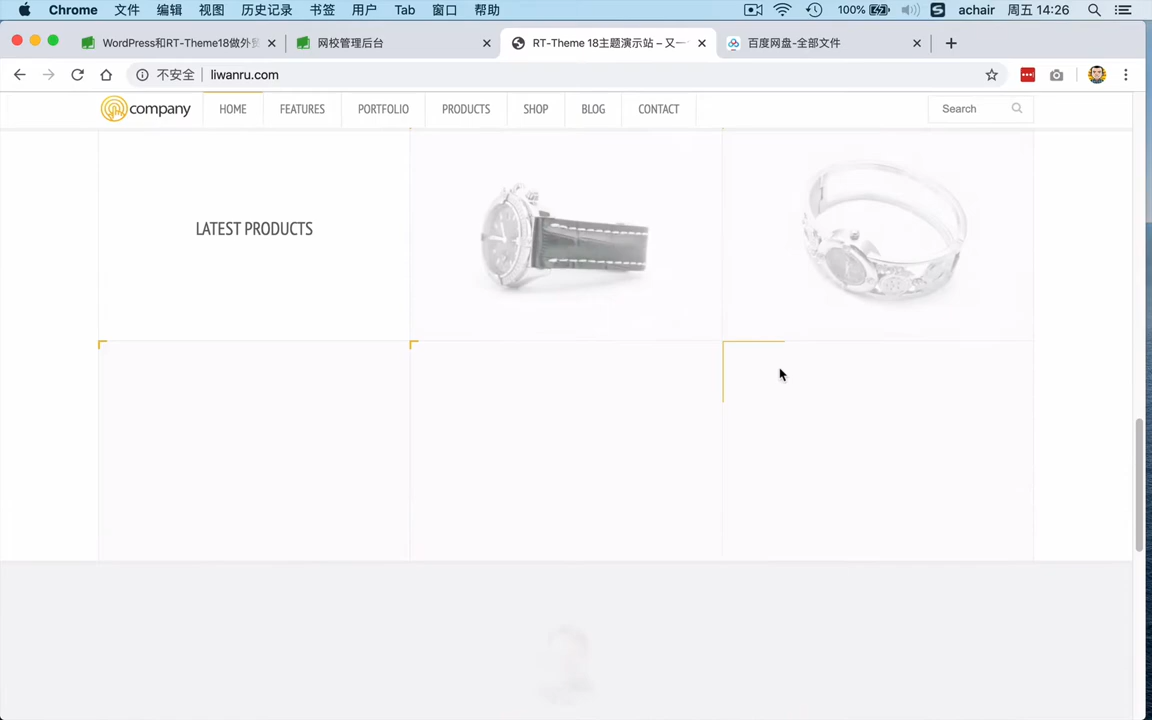 Chrome 文件 编辑 视图 历史记录 书签 用户 Tab 窗口 帮助 100% achair 周五 14:26
WordPress和RT-Theme18做外贸 网校管理后台 RT-Theme 18主题演示站 – 又一 百度网盘-全部文件
不安全 liwanru.com
company HOME FEATURES PORTFOLIO PRODUCTS SHOP BLOG CONTACT Search
LATEST PRODUCTS